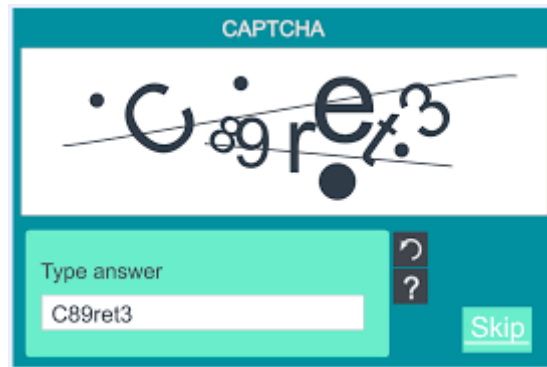 CAPTCHA
C89ret3
Type answer
?
C89ret3
Skip